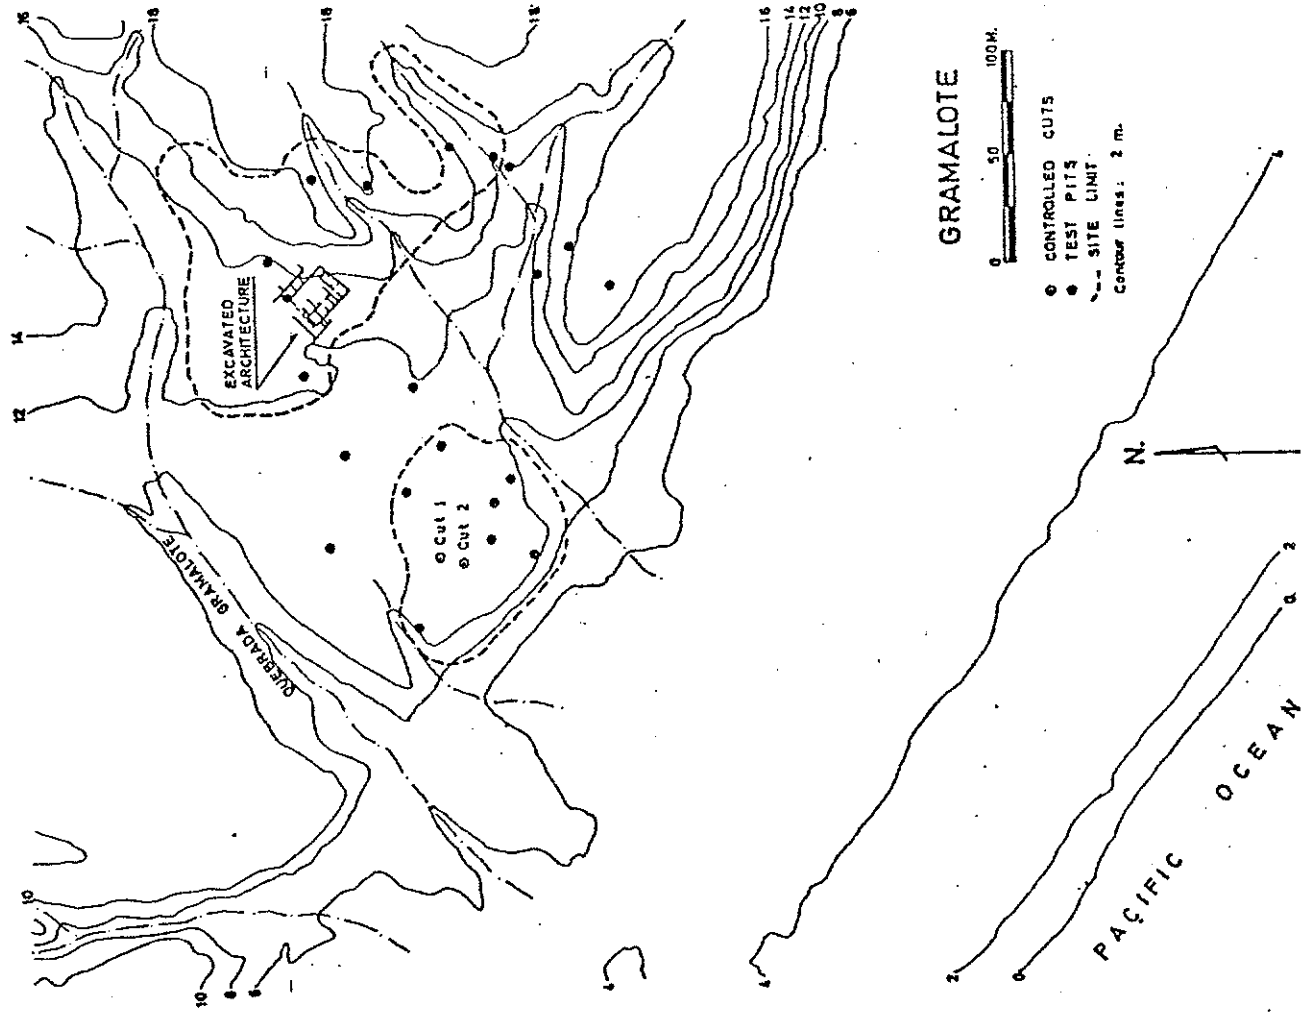 16
18
18
18
16
14
12
10
8
6
14
12
EXCAVATED
ARCHITECTURE
QUEBRADA GRAMALOTE
Cut 1
Cut 2
GRAMALOTE
0 50 100M.
CONTROLLED CUTS
TEST PITS
SITE LIMIT
Contour lines: 2 m.
N.
10
10
8
6
4
4
4
2
0
2
0
PACIFIC OCEAN